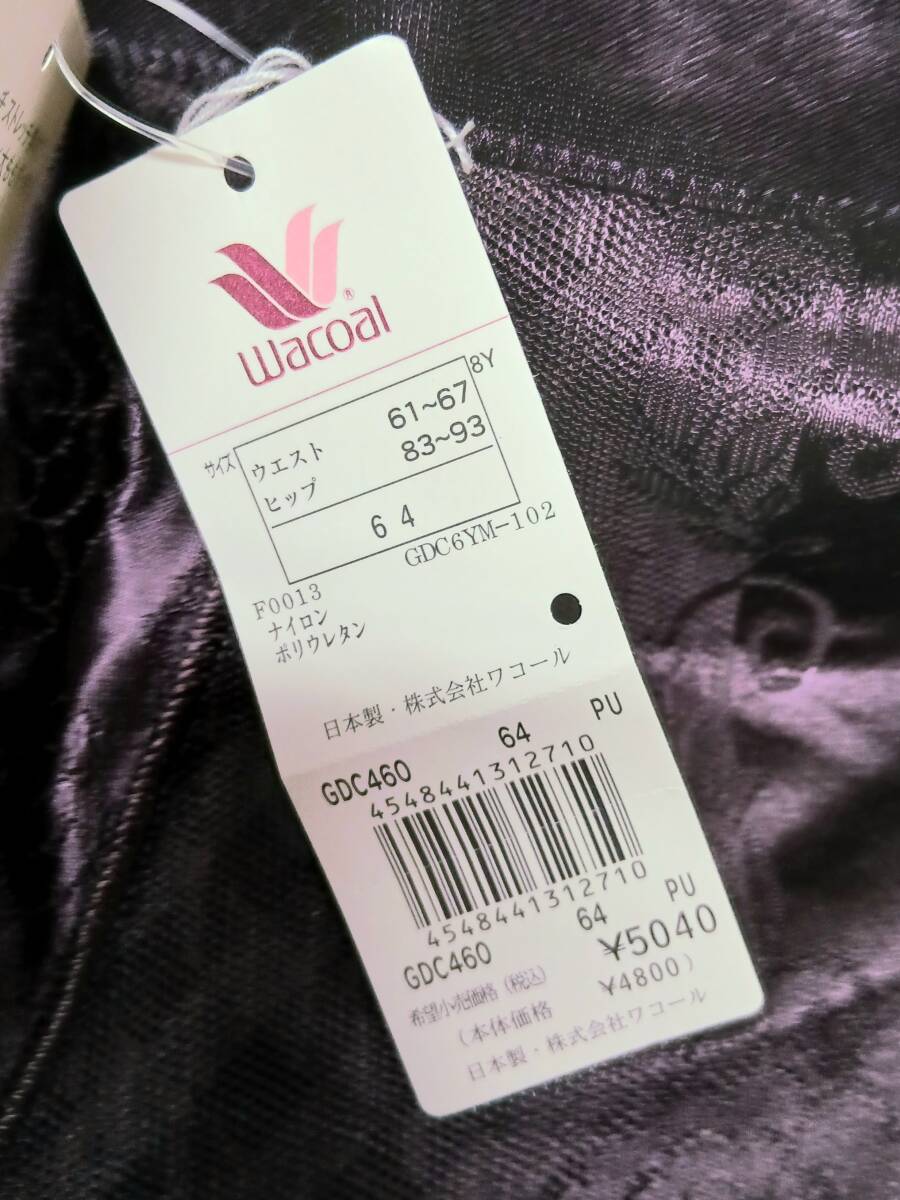 Wacoal®
8Y
サイズ
ウエスト 61~67
ヒップ 83~93
64
GDC6YM-102
F0013
ナイロン
ポリウレタン
日本製・株式会社ワコール
GDC460 64 PU
4548441312710
4548441312710
GDC460 64 PU
希望小売価格(税込) ¥5040
(本体価格 ¥4800)
日本製・株式会社ワコール